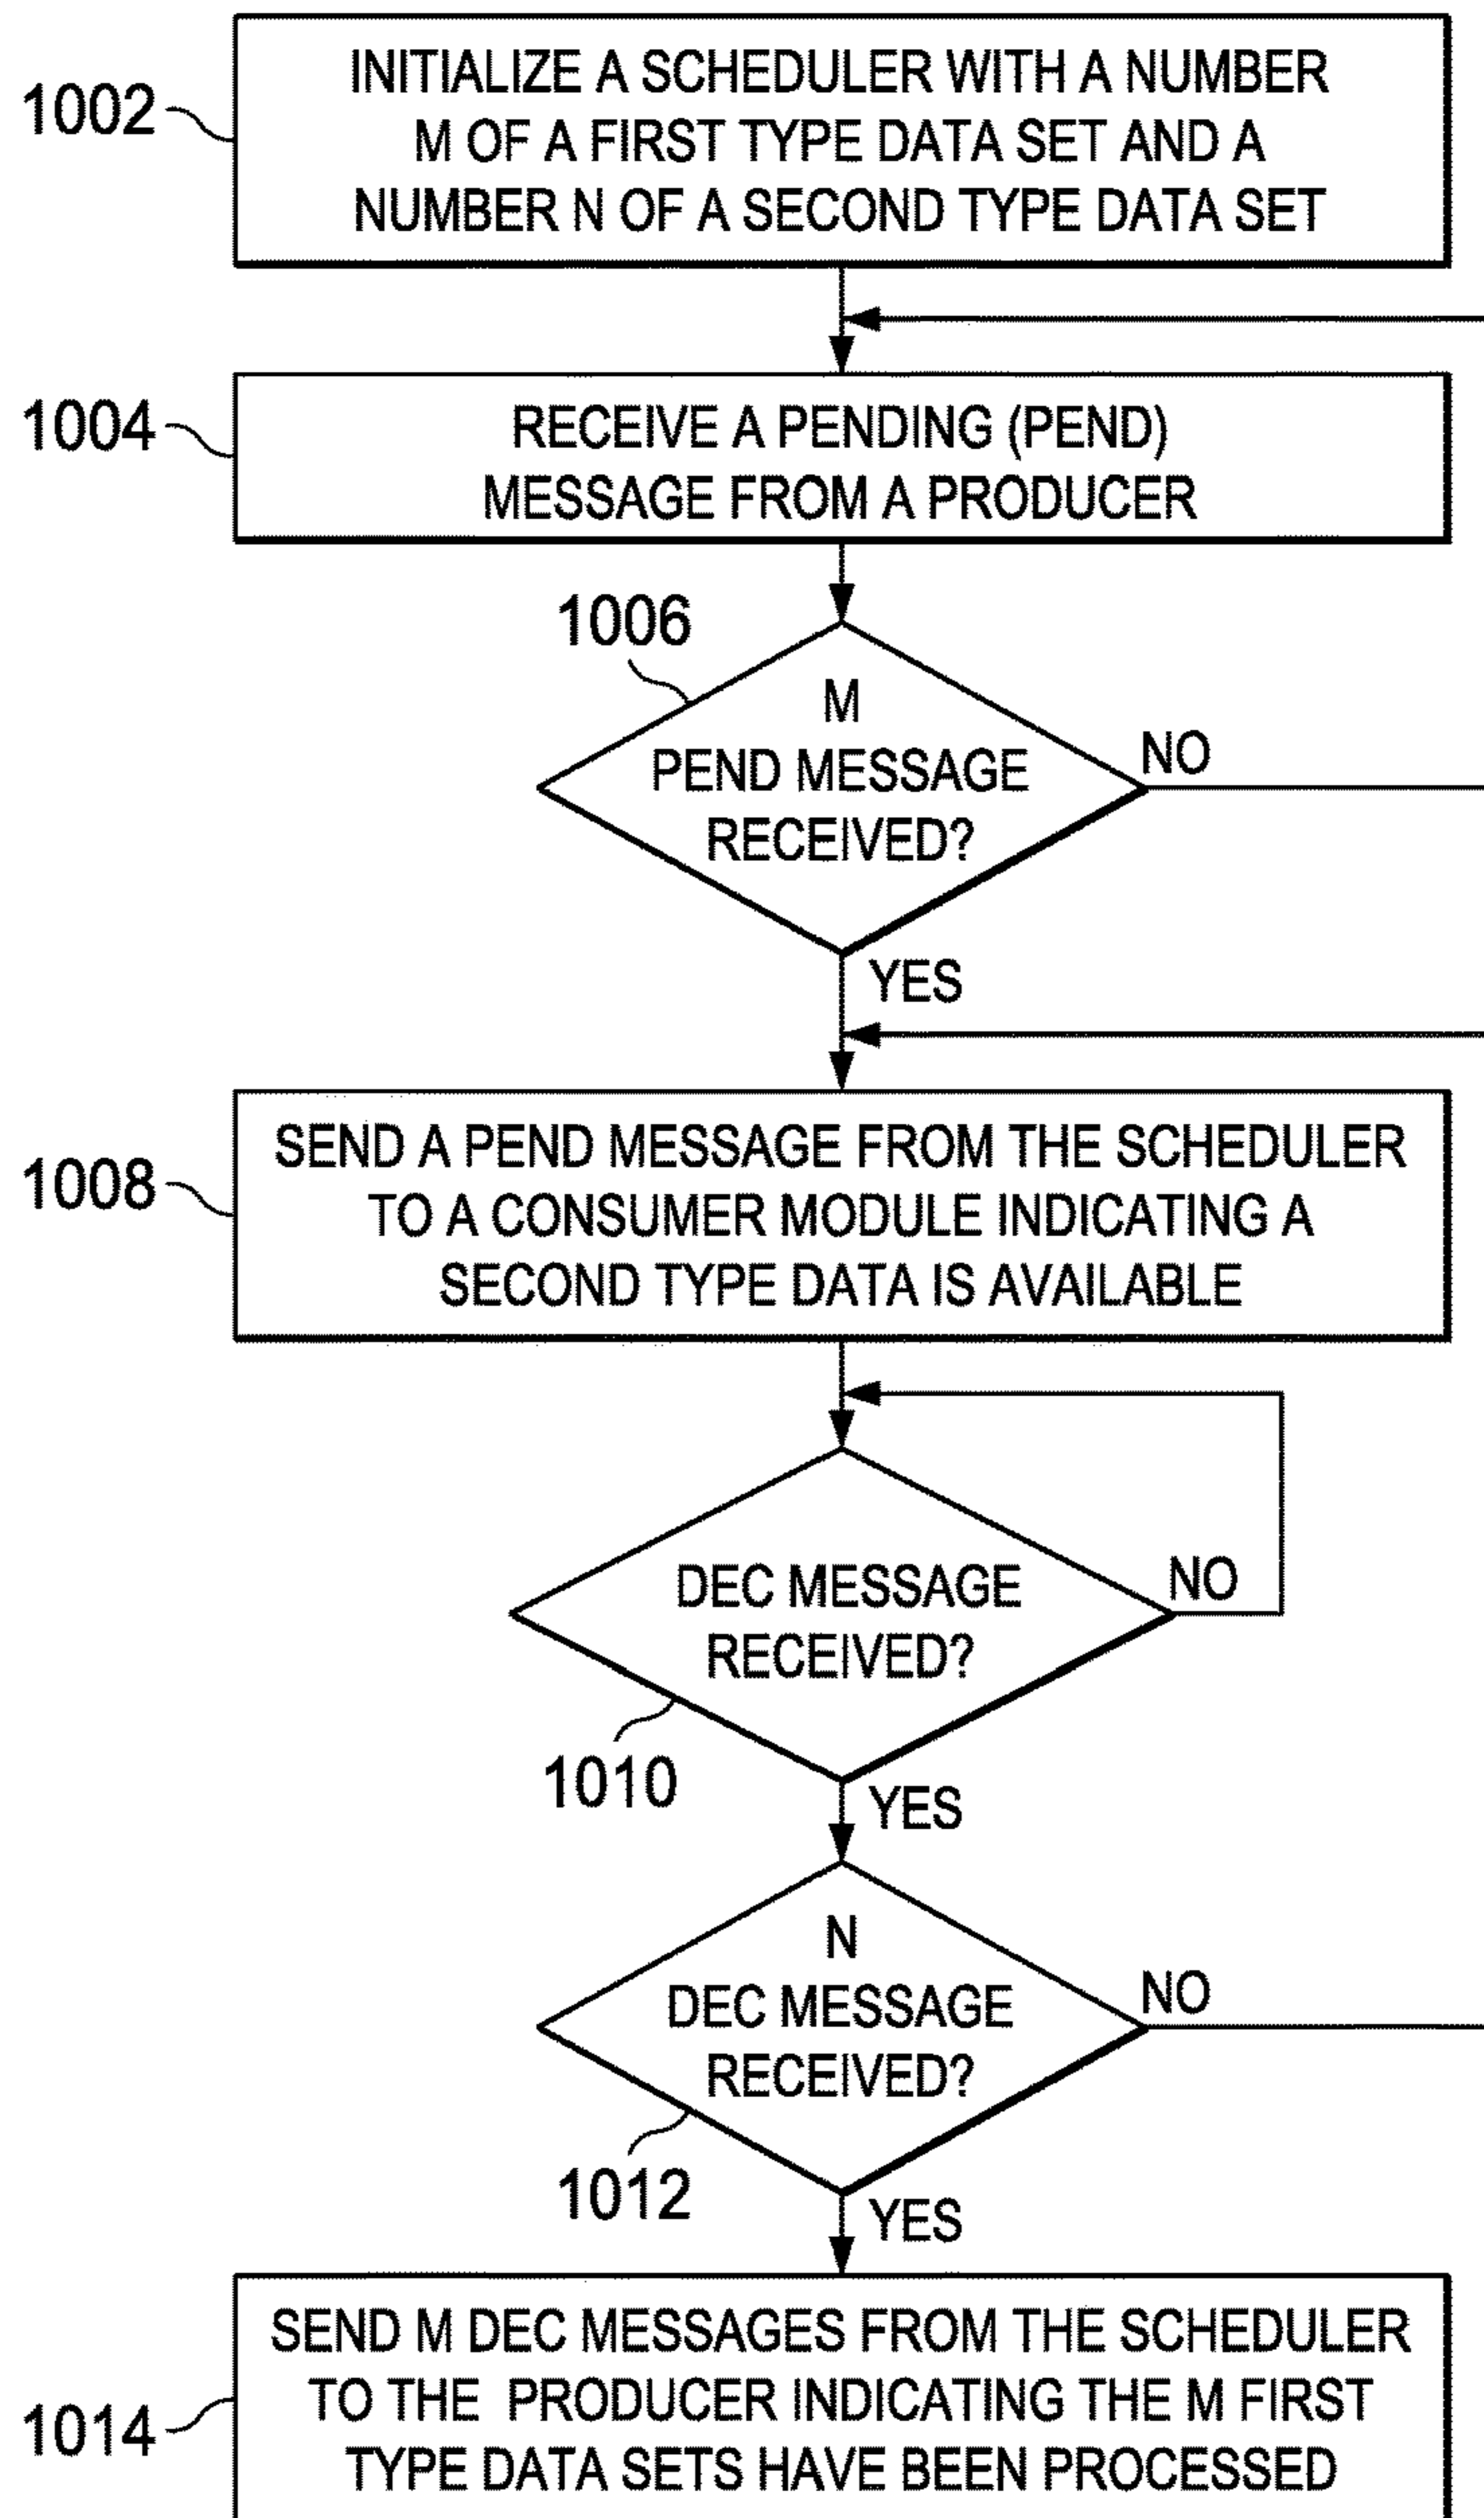 1002
INITIALIZE A SCHEDULER WITH A NUMBER
M OF A FIRST TYPE DATA SET AND A
NUMBER N OF A SECOND TYPE DATA SET
1004
RECEIVE A PENDING (PEND)
MESSAGE FROM A PRODUCER
1006
M
PEND MESSAGE
RECEIVED?
NO
YES
1008
SEND A PEND MESSAGE FROM THE SCHEDULER
TO A CONSUMER MODULE INDICATING A
SECOND TYPE DATA IS AVAILABLE
DEC MESSAGE
RECEIVED?
NO
1010
YES
N
DEC MESSAGE
RECEIVED?
NO
1012
YES
1014
SEND M DEC MESSAGES FROM THE SCHEDULER
TO THE PRODUCER INDICATING THE M FIRST
TYPE DATA SETS HAVE BEEN PROCESSED